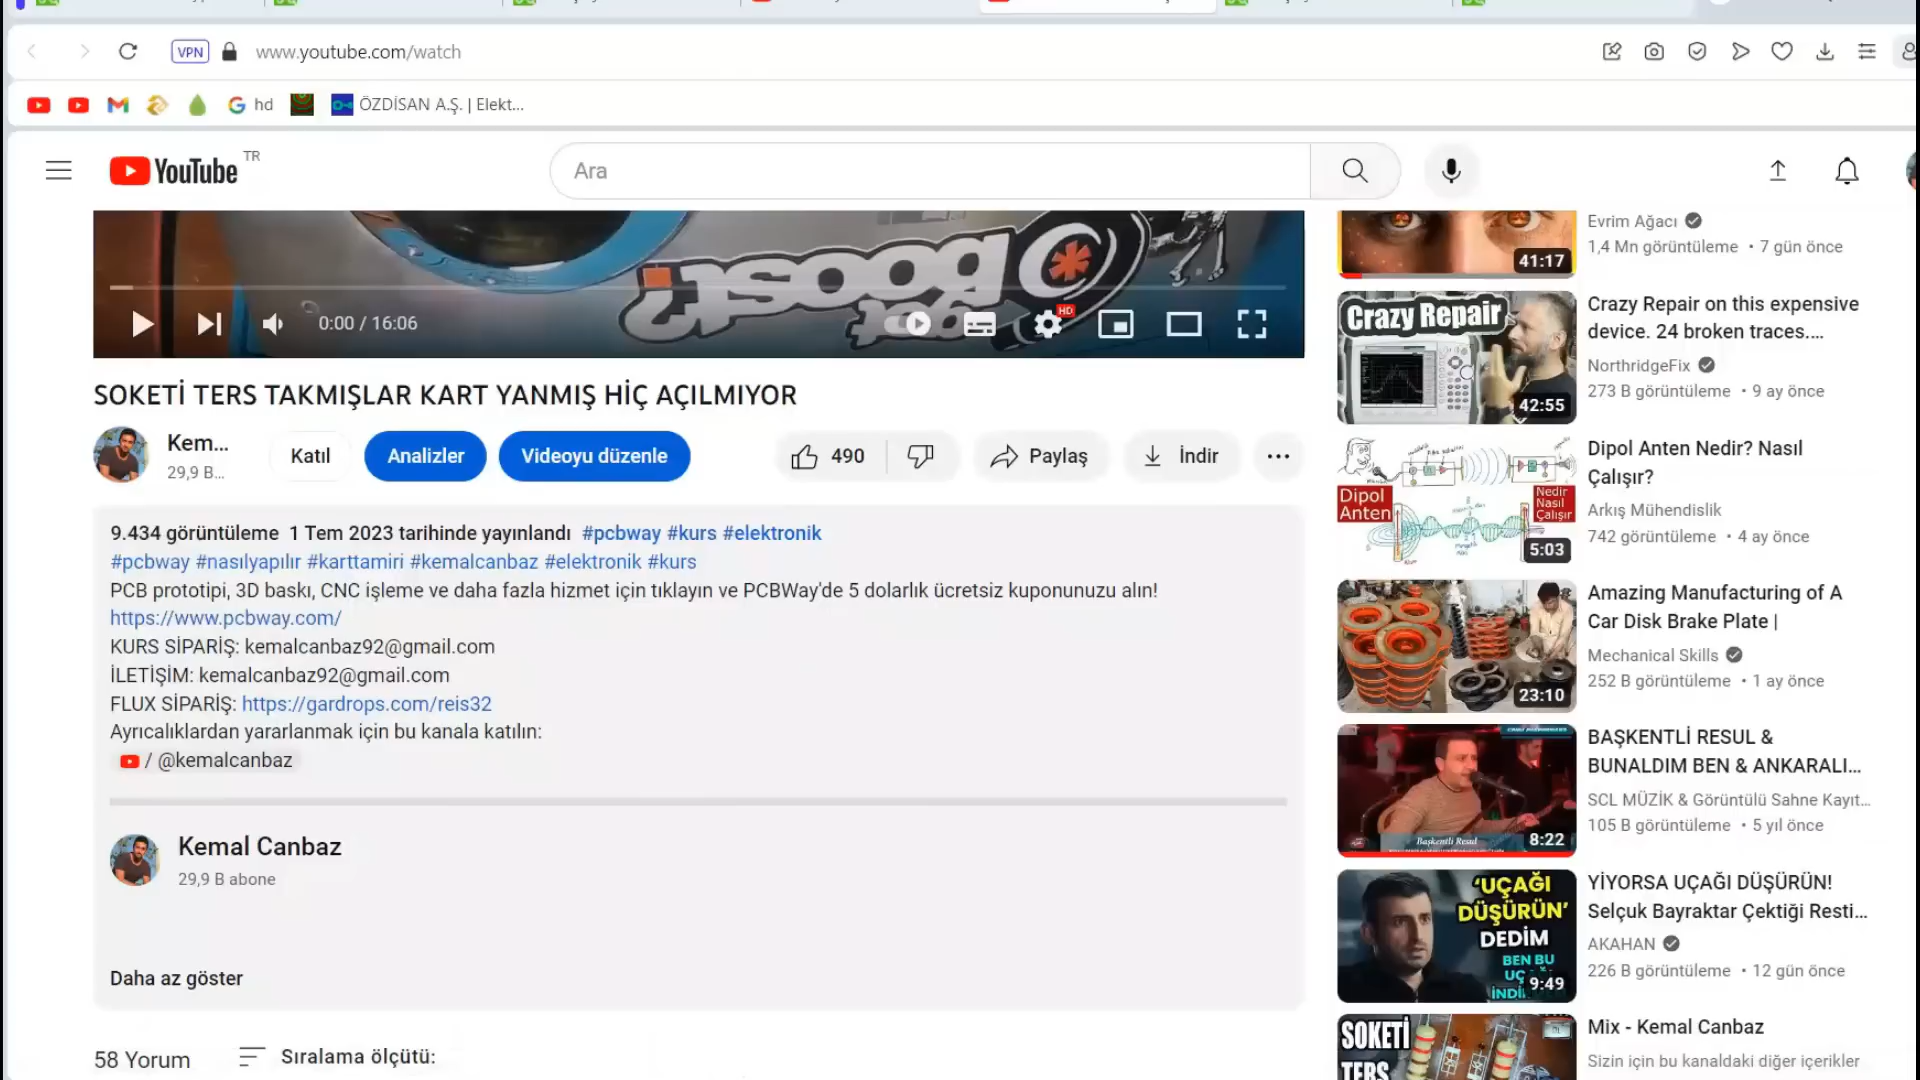 VPN
www.youtube.com/watch
hd
ÖZDİSAN A.Ş. | Elekt...
YouTube
TR
Ara
Boost
get
0:00 / 16:06
HD
SOKETİ TERS TAKMIŞLAR KART YANMIŞ HİÇ AÇILMIYOR
Kem...
29,9 B...
Katıl
Analizler
Videoyu düzenle
490
Paylaş
İndir
9.434 görüntüleme 1 Tem 2023 tarihinde yayınlandı #pcbway #kurs #elektronik
#pcbway #nasılyapılır #karttamiri #kemalcanbaz #elektronik #kurs
PCB prototipi, 3D baskı, CNC işleme ve daha fazla hizmet için tıklayın ve PCBWay'de 5 dolarlık ücretsiz kuponunuzu alın!
https://www.pcbway.com/
KURS SİPARİŞ: kemalcanbaz92@gmail.com
İLETİŞİM: kemalcanbaz92@gmail.com
FLUX SİPARİŞ: https://gardrops.com/reis32
Ayrıcalıklardan yararlanmak için bu kanala katılın:
/ @kemalcanbaz
Kemal Canbaz
29,9 B abone
Daha az göster
58 Yorum
Sıralama ölçütü:
41:17
Evrim Ağacı
1,4 Mn görüntüleme • 7 gün önce
Crazy Repair
42:55
Crazy Repair on this expensive
device. 24 broken traces....
NorthridgeFix
273 B görüntüleme • 9 ay önce
Dipol
Anten
Nedir
Nasıl
Çalışır
5:03
Dipol Anten Nedir? Nasıl
Çalışır?
Arkış Mühendislik
742 görüntüleme • 4 ay önce
23:10
Amazing Manufacturing of A
Car Disk Brake Plate |
Mechanical Skills
252 B görüntüleme • 1 ay önce
Başkentli Resul
8:22
BAŞKENTLİ RESUL &
BUNALDIM BEN & ANKARALI...
SCL MÜZİK & Görüntülü Sahne Kayıt...
105 B görüntüleme • 5 yıl önce
'UÇAĞI
DÜŞÜRÜN'
DEDİM
BEN BU
9:49
YİYORSA UÇAĞI DÜŞÜRÜN!
Selçuk Bayraktar Çektiği Resti...
AKAHAN
226 B görüntüleme • 12 gün önce
SOKETİ
TERS
Mix - Kemal Canbaz
Sizin için bu kanaldaki diğer içerikler